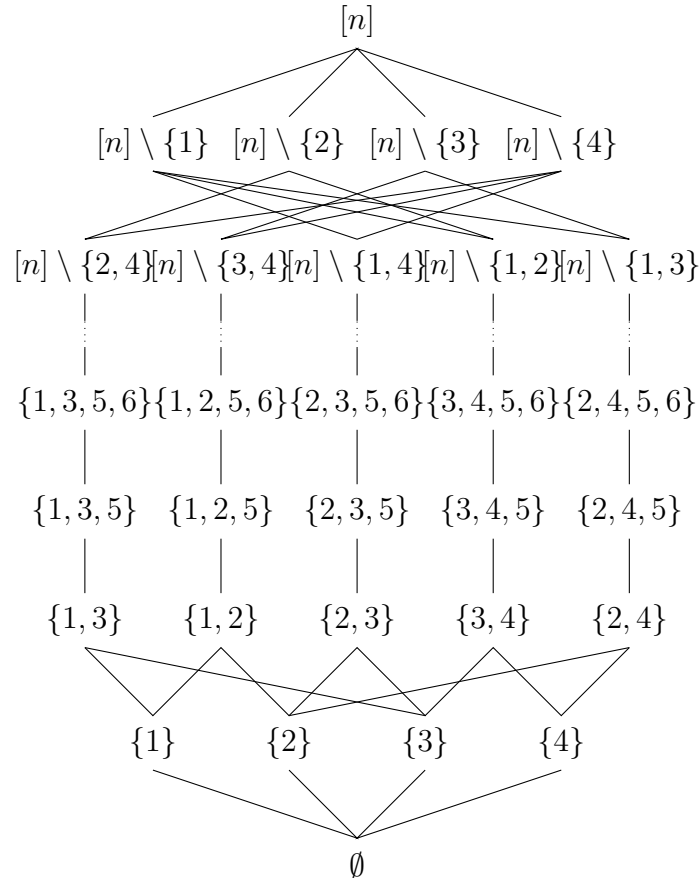 [n]
[n] \ {1} [n] \ {2} [n] \ {3} [n] \ {4}
[n] \ {2, 4} [n] \ {3, 4} [n] \ {1, 4} [n] \ {1, 2} [n] \ {1, 3}
{1, 3, 5, 6} {1, 2, 5, 6} {2, 3, 5, 6} {3, 4, 5, 6} {2, 4, 5, 6}
{1, 3, 5} {1, 2, 5} {2, 3, 5} {3, 4, 5} {2, 4, 5}
{1, 3} {1, 2} {2, 3} {3, 4} {2, 4}
{1} {2} {3} {4}
∅